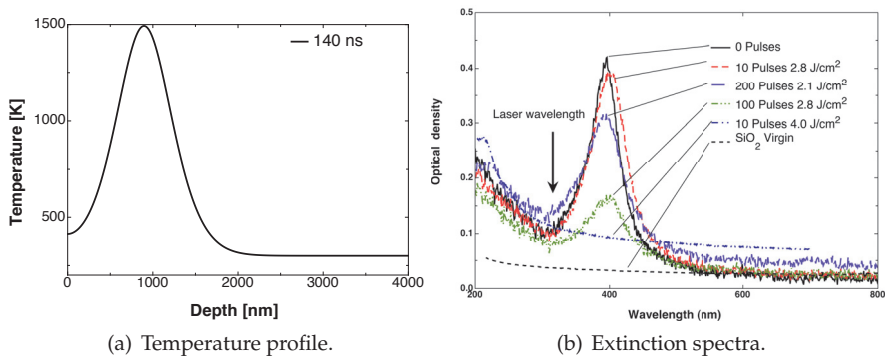 1500
1000
500
0
1000
2000
3000
4000
Temperature [K]
Depth [nm]
140 ns
(a) Temperature profile.
0.5
0.4
0.3
0.2
0.1
0.0
200
400
600
800
Optical density
Wavelength (nm)
Laser wavelength
0 Pulses
10 Pulses 2.8 J/cm²
200 Pulses 2.1 J/cm²
100 Pulses 2.8 J/cm²
10 Pulses 4.0 J/cm²
SiO₂ Virgin
(b) Extinction spectra.